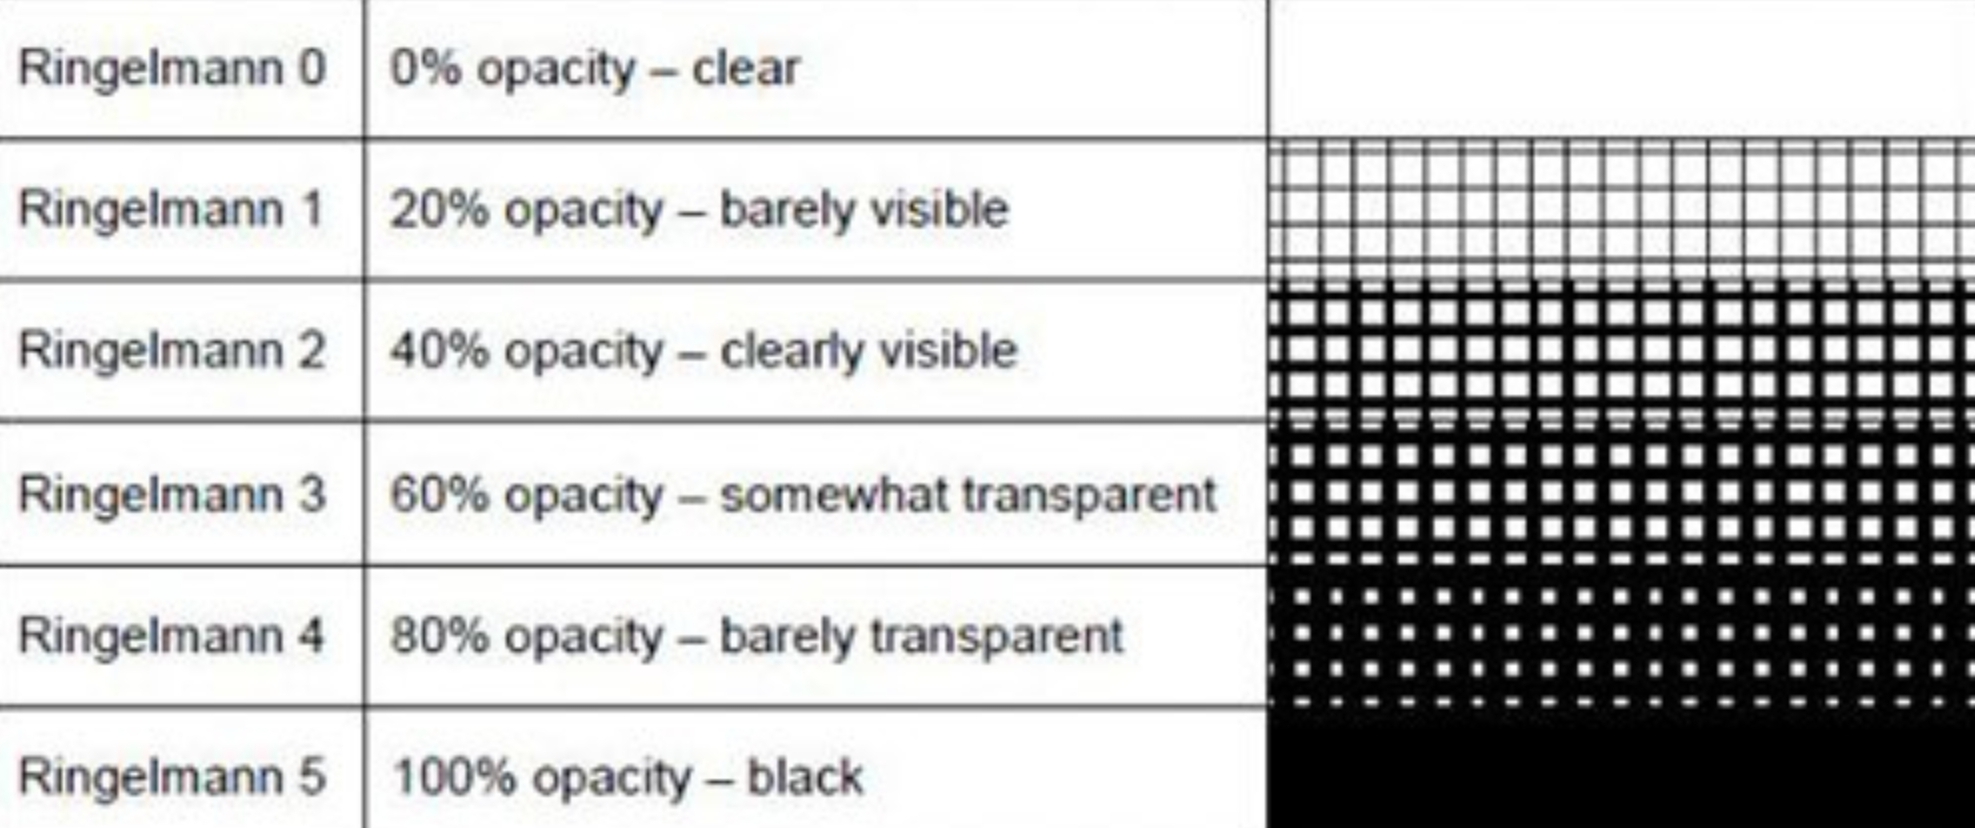 Ringelmann 0 0% opacity – clear
Ringelmann 1 20% opacity – barely visible
Ringelmann 2 40% opacity – clearly visible
Ringelmann 3 60% opacity – somewhat transparent
Ringelmann 4 80% opacity – barely transparent
Ringelmann 5 100% opacity – black